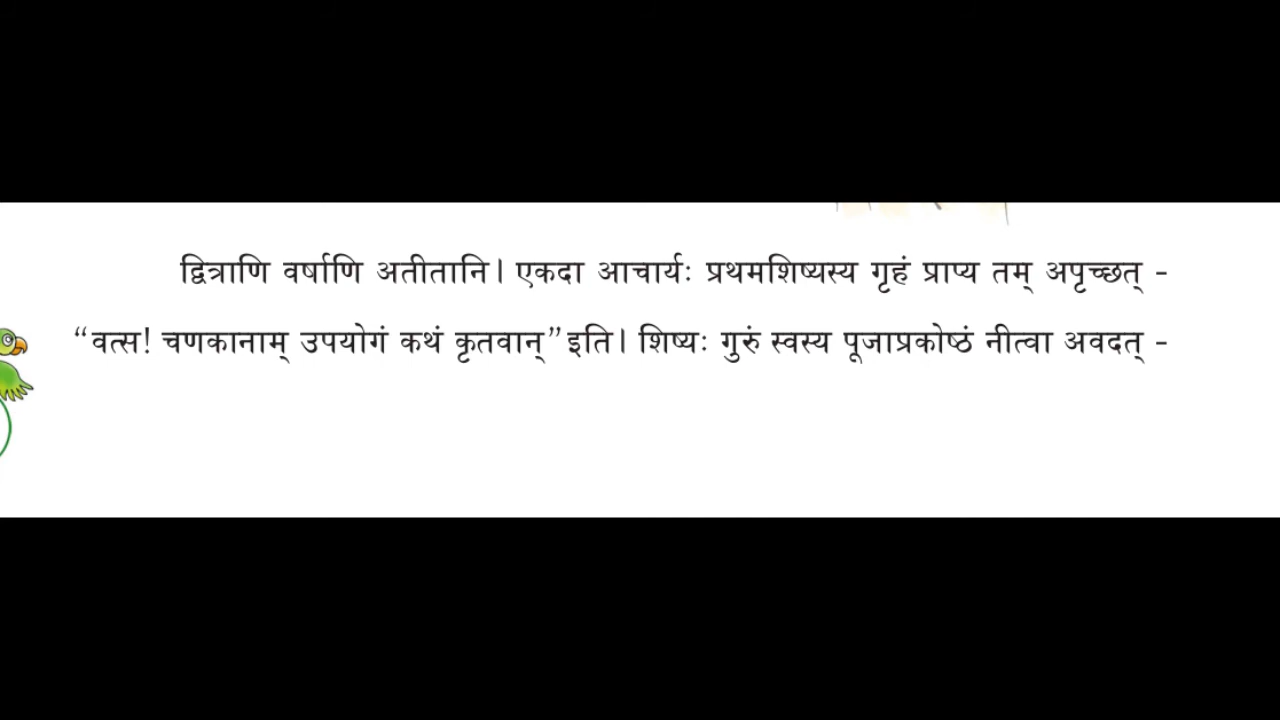 द्वित्राणि वर्षाणि अतीतानि। एकदा आचार्यः प्रथमशिष्यस्य गृहं प्राप्य तम् अपृच्छत् -
“वत्स! चणकानाम् उपयोगं कथं कृतवान्” इति। शिष्यः गुरुं स्वस्य पूजाप्रकोष्ठं नीत्वा अवदत् -